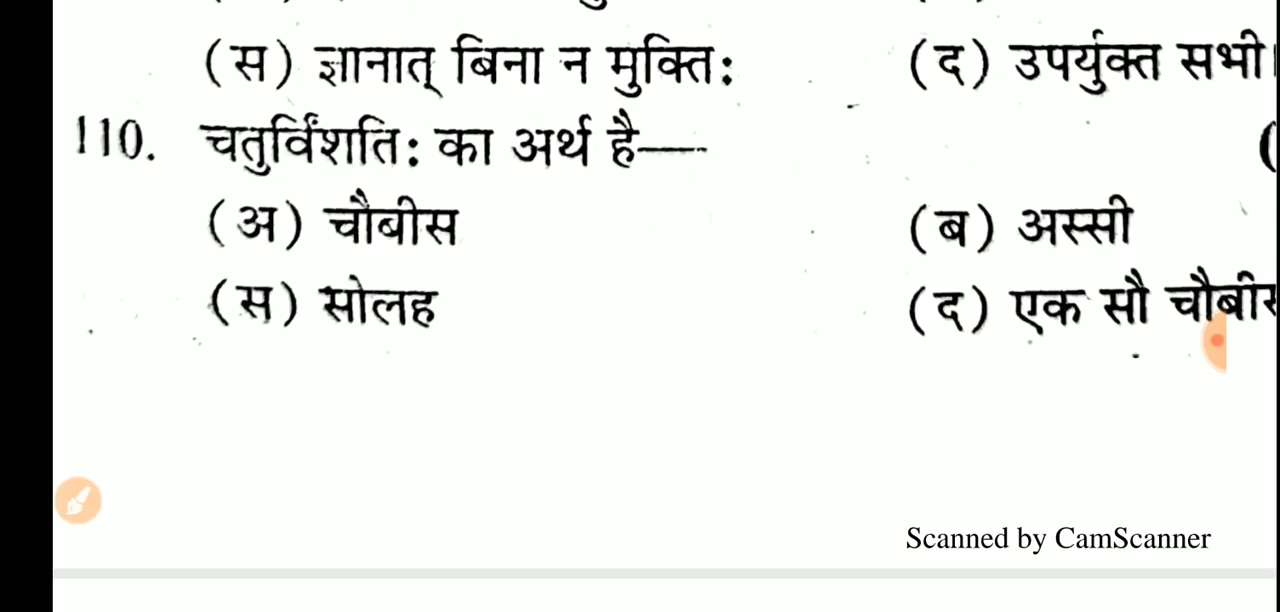 (स) ज्ञानात् बिना न मुक्तिः (द) उपर्युक्त सभी।
110. चतुर्विंशतिः का अर्थ है—
(अ) चौबीस (ब) अस्सी
(स) सोलह (द) एक सौ
Scanned by CamScanner